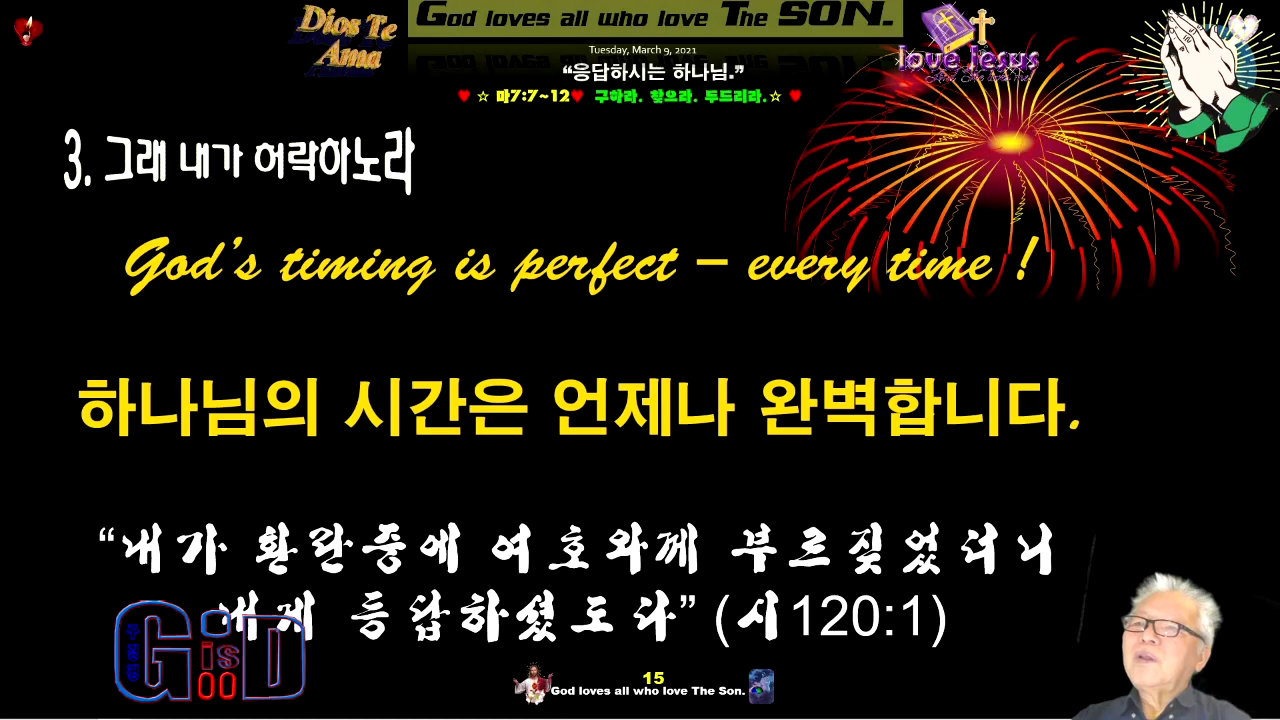 Dios Te
Ama
God loves all who love The SON.
Tuesday, March 9, 2021
“응답하시는 하나님.”
♥ ☆ 마7:7~12♥ 구하라. 찾으라. 두드리라.☆ ♥
love Jesus
3. 그래 내가 허락하노라
God's timing is perfect – every time !
하나님의 시간은 언제나 완벽합니다.
“내가 환란중에 여호와께 부르짖었더니
내게 응답하셨도다” (시120:1)
GisD
15
God loves all who love The Son.